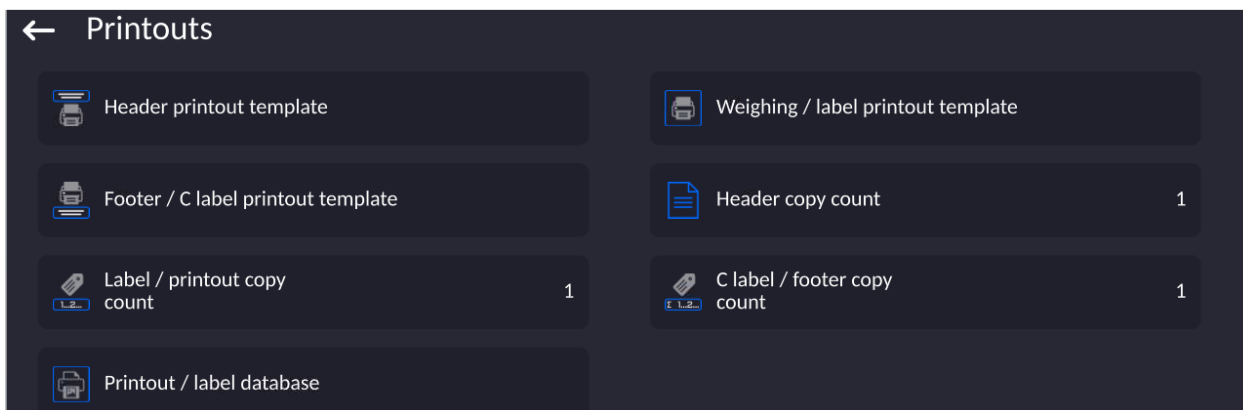 Printouts
Header printout template
Weighing / label printout template
Footer / C label printout template
Header copy count
1
Label / printout copy
count
1
C label / footer copy
count
1
Printout / label database